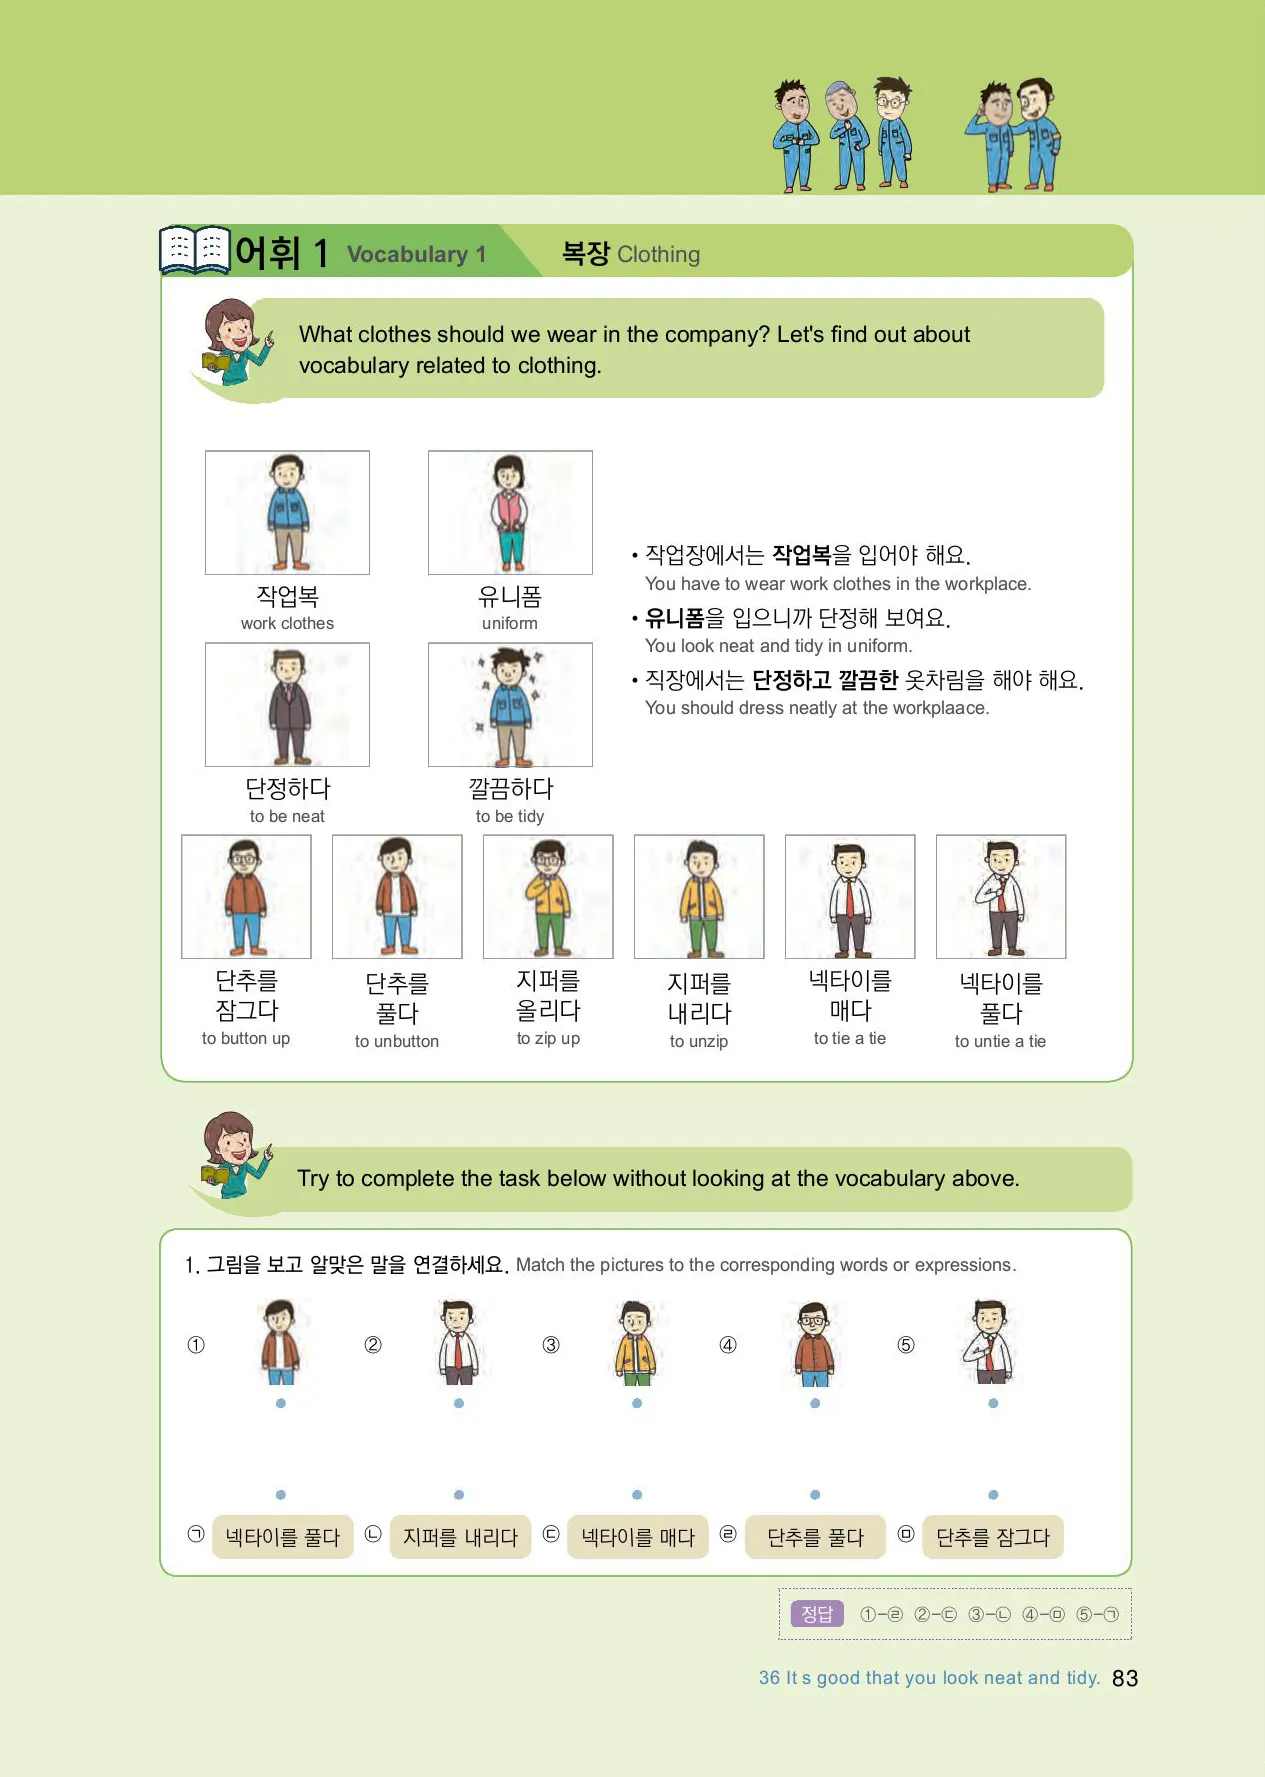 어휘 1 Vocabulary 1 복장 Clothing
What clothes should we wear in the company? Let's find out about
vocabulary related to clothing.
작업복
work clothes
유니폼
uniform
• 작업장에서는 작업복을 입어야 해요.
You have to wear work clothes in the workplace.
• 유니폼을 입으니까 단정해 보여요.
You look neat and tidy in uniform.
• 직장에서는 단정하고 깔끔한 옷차림을 해야 해요.
You should dress neatly at the workplaace.
단정하다
to be neat
깔끔하다
to be tidy
단추를
잠그다
to button up
단추를
풀다
to unbutton
지퍼를
올리다
to zip up
지퍼를
내리다
to unzip
넥타이를
매다
to tie a tie
넥타이를
풀다
to untie a tie
Try to complete the task below without looking at the vocabulary above.
1. 그림을 보고 알맞은 말을 연결하세요. Match the pictures to the corresponding words or expressions.
① ② ③ ④ ⑤
㉠ 넥타이를 풀다 ㉡ 지퍼를 내리다 ㉢ 넥타이를 매다 ㉣ 단추를 풀다 ㉤ 단추를 잠그다
정답 ①-㉣ ②-㉢ ③-㉡ ④-㉤ ⑤-㉠
36 It s good that you look neat and tidy. 83